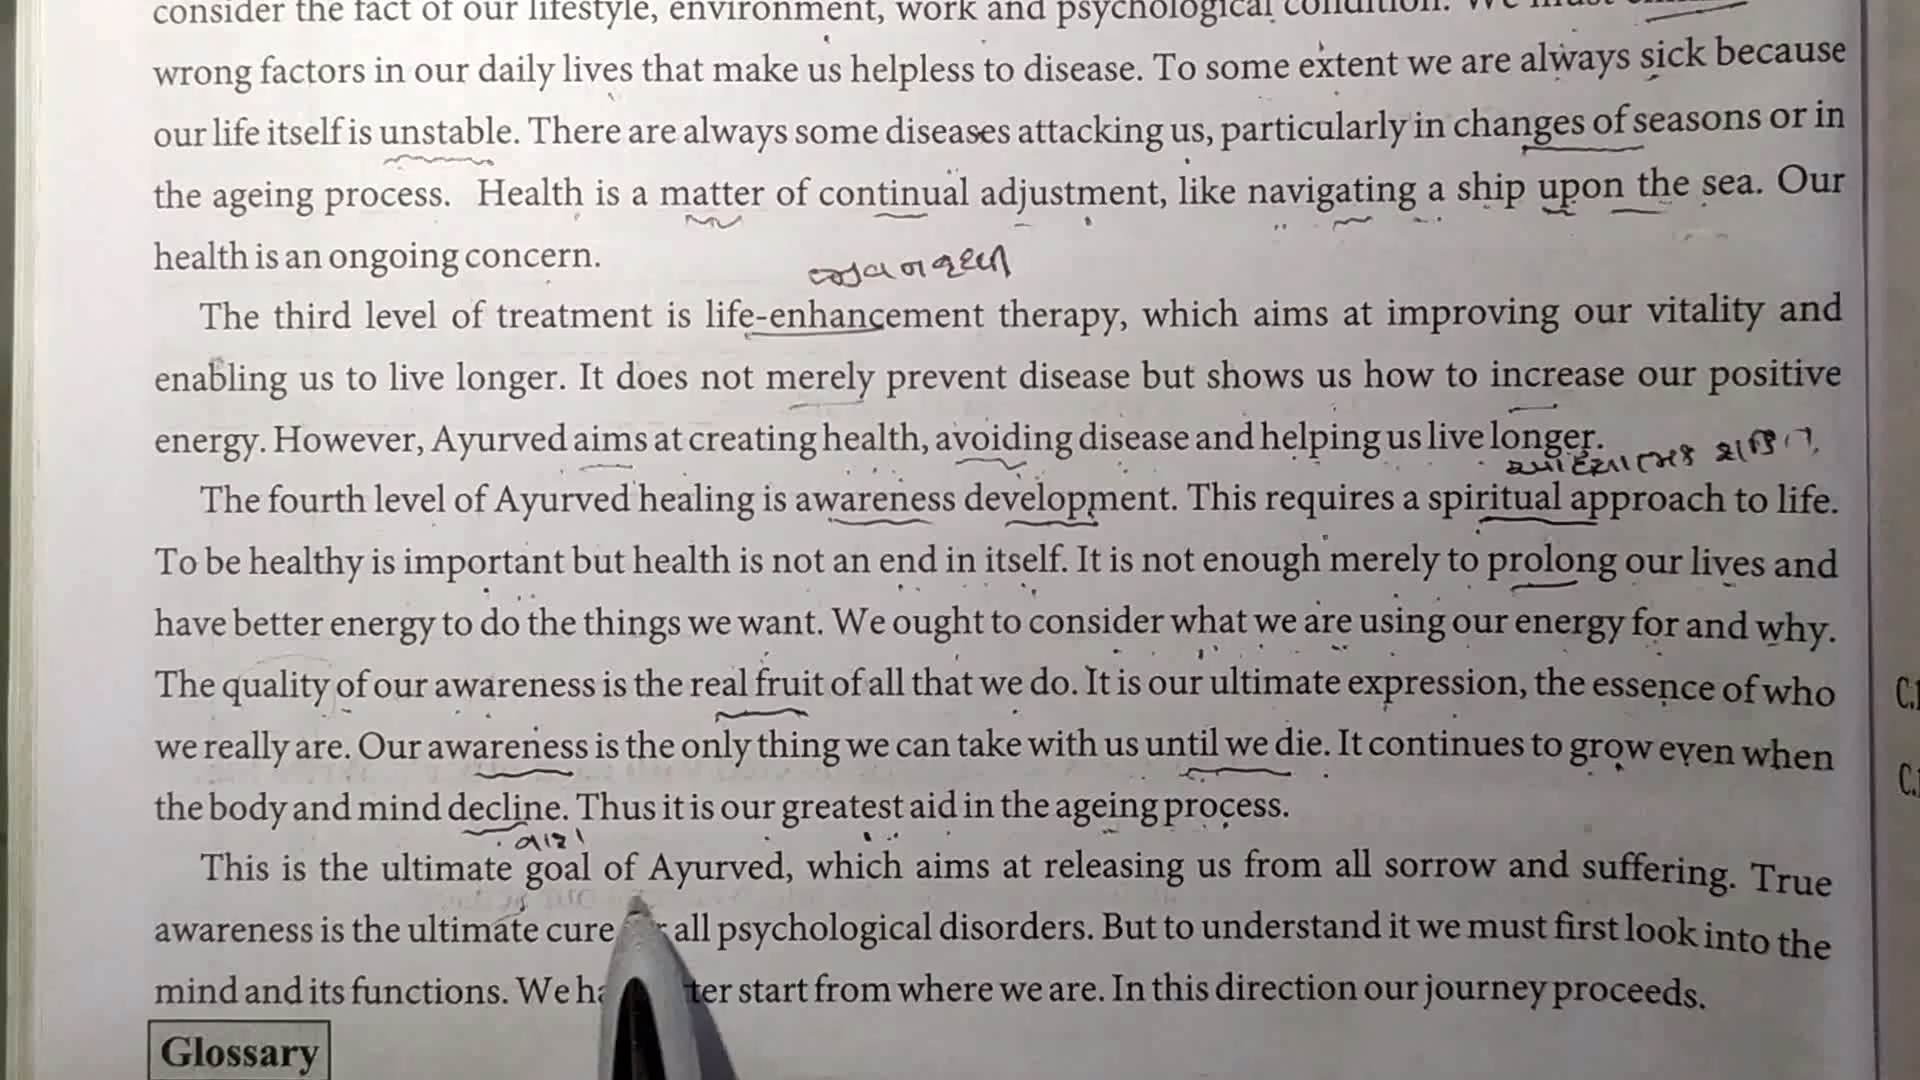 consider the fact of our lifestyle, environment, work and psychological condition. We must
wrong factors in our daily lives that make us helpless to disease. To some extent we are always sick because
our life itself is unstable. There are always some diseases attacking us, particularly in changes of seasons or in
the ageing process. Health is a matter of continual adjustment, like navigating a ship upon the sea. Our
health is an ongoing concern.
The third level of treatment is life-enhancement therapy, which aims at improving our vitality and
enabling us to live longer. It does not merely prevent disease but shows us how to increase our positive
energy. However, Ayurved aims at creating health, avoiding disease and helping us live longer.
The fourth level of Ayurved healing is awareness development. This requires a spiritual approach to life.
To be healthy is important but health is not an end in itself. It is not enough merely to prolong our lives and
have better energy to do the things we want. We ought to consider what we are using our energy for and why.
The quality of our awareness is the real fruit of all that we do. It is our ultimate expression, the essence of who
we really are. Our awareness is the only thing we can take with us until we die. It continues to grow even when
the body and mind decline. Thus it is our greatest aid in the ageing process.
This is the ultimate goal of Ayurved, which aims at releasing us from all sorrow and suffering. True
awareness is the ultimate cure all psychological disorders. But to understand it we must first look into the
mind and its functions. We start from where we are. In this direction our journey proceeds.
Glossary